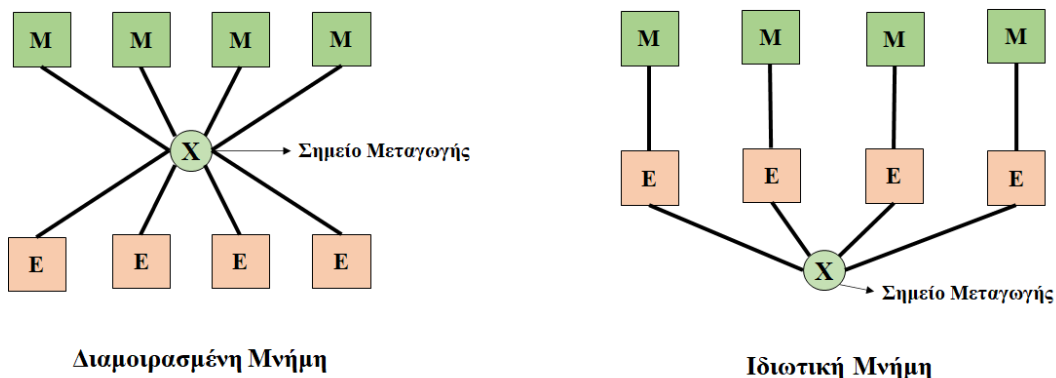 M M M M
X
Σημείο Μεταγωγής
E E E E
Διαμοιρασμένη Μνήμη
M M M M
E E E E
X
Σημείο Μεταγωγής
Ιδιωτική Μνήμη